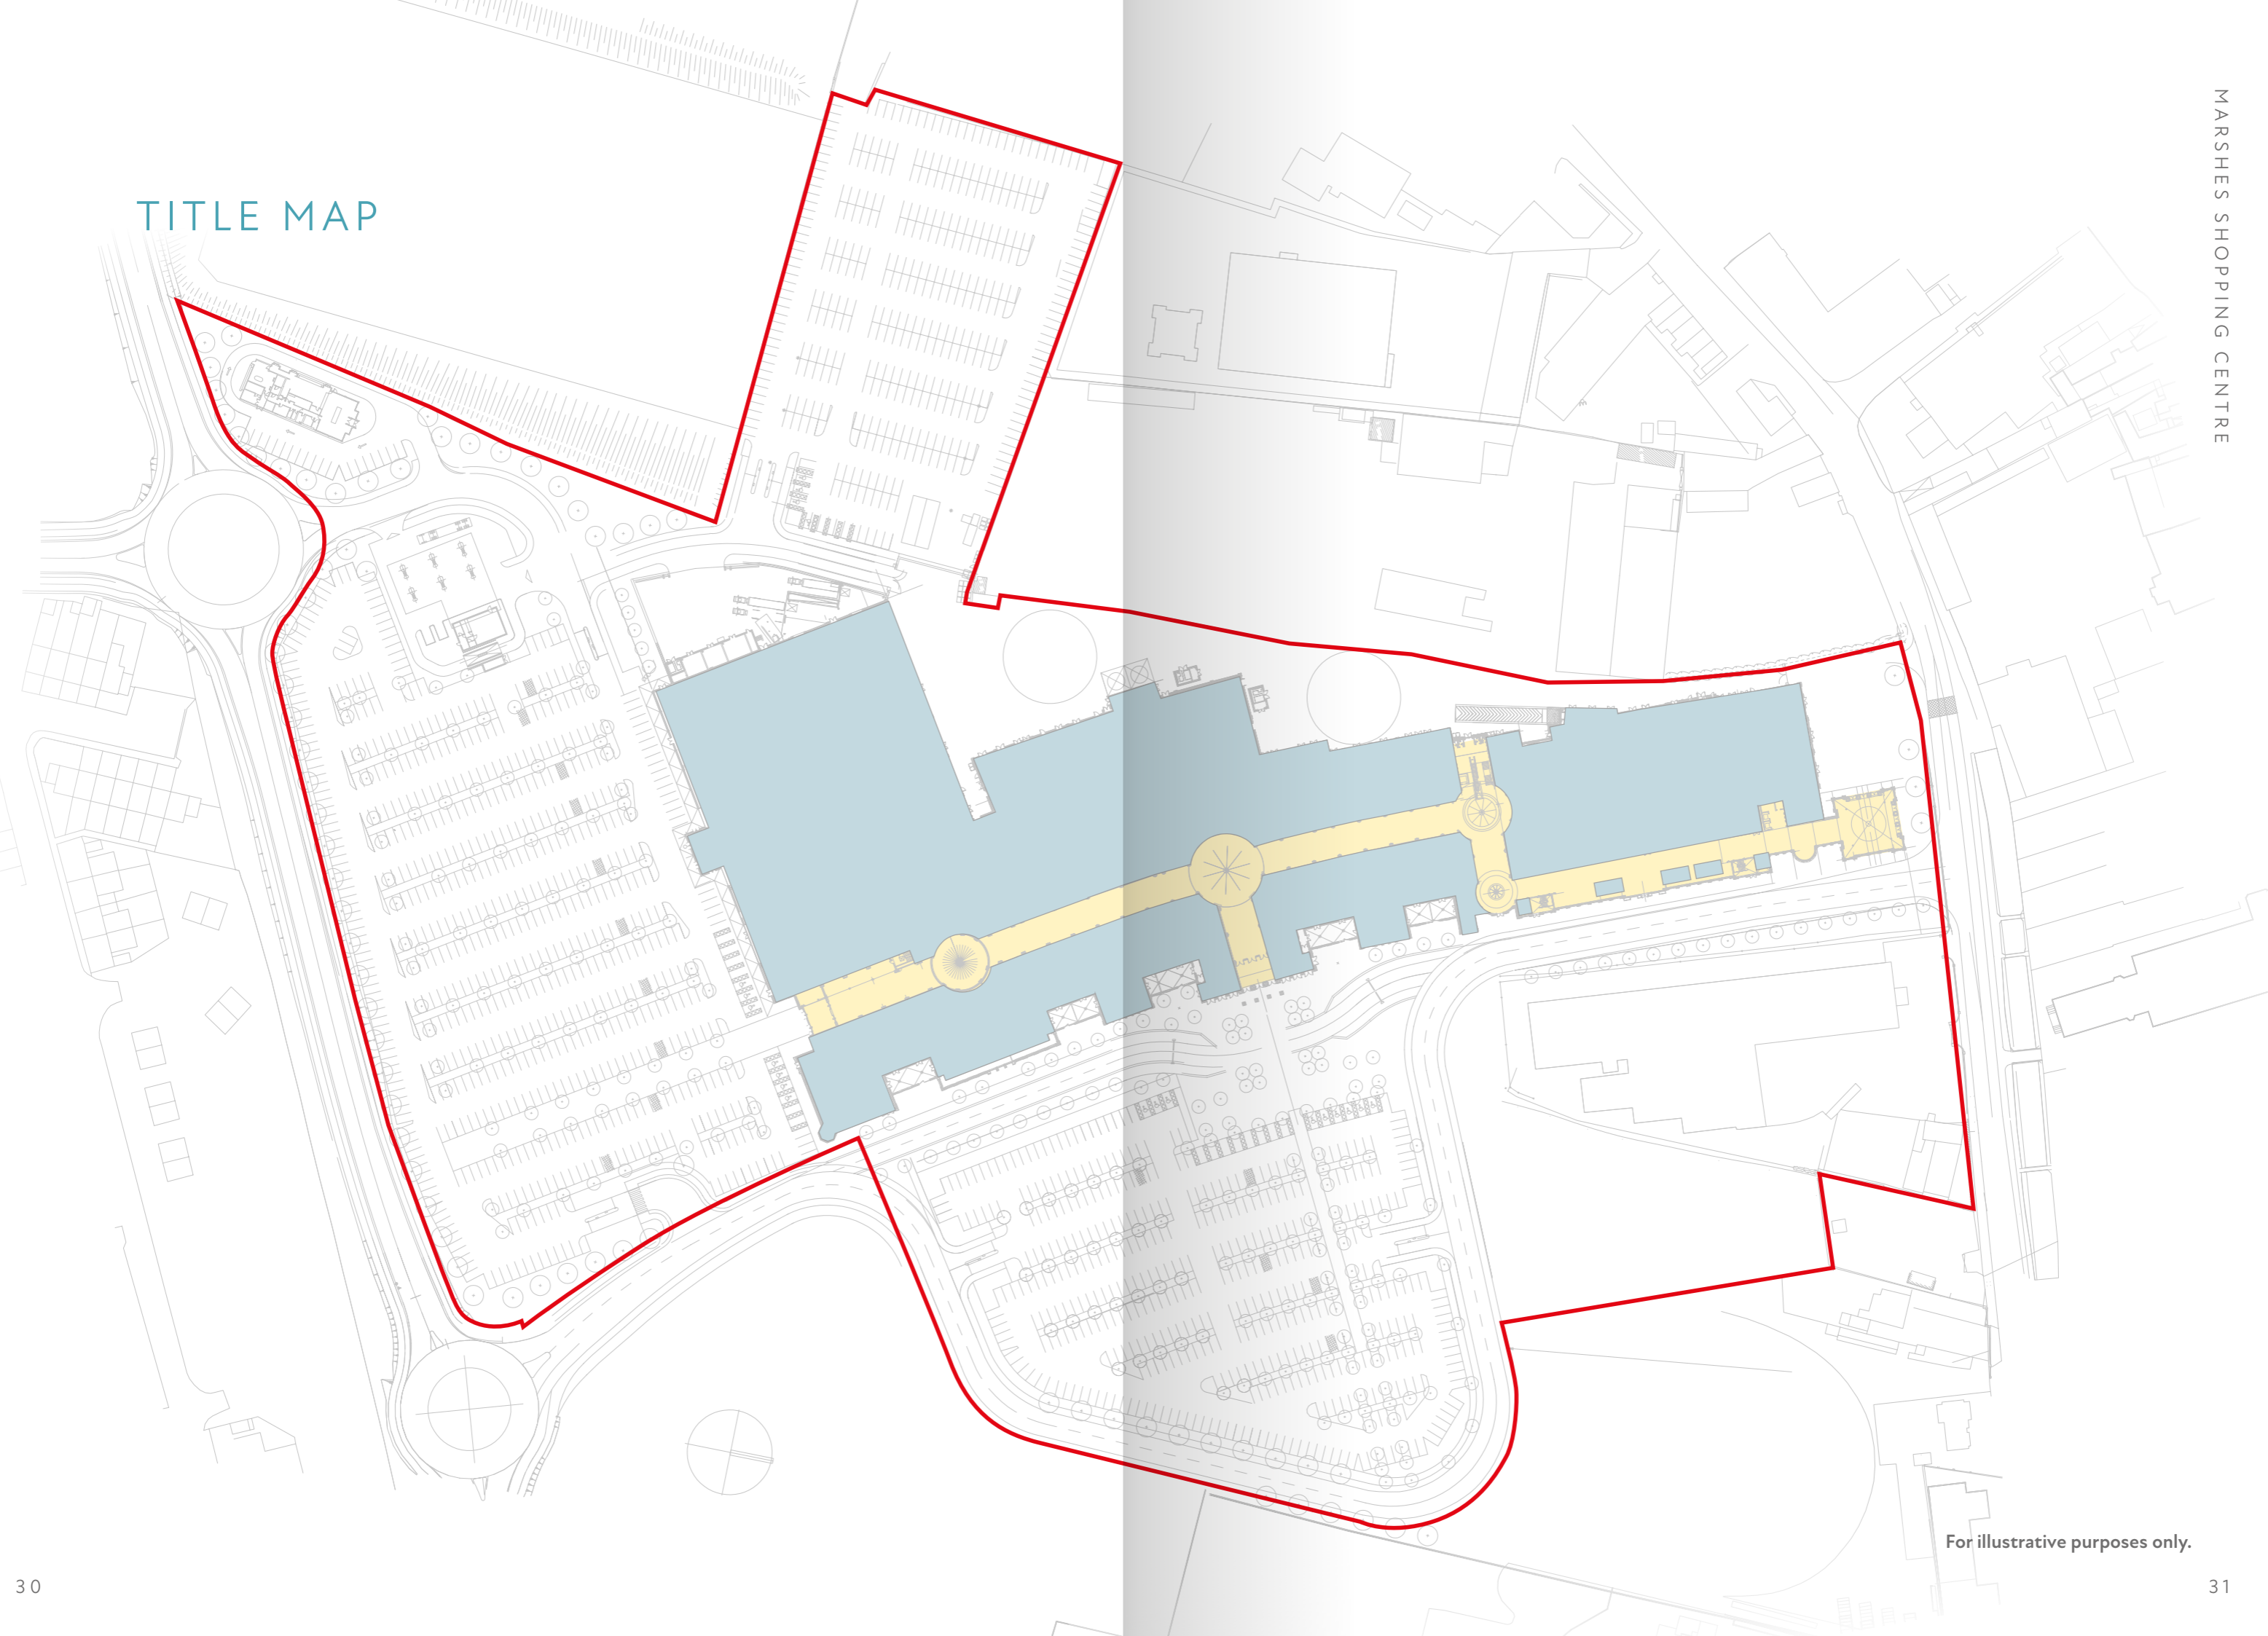 TITLE MAP
MARSHES SHOPPING CENTRE
For illustrative purposes only.
30
31